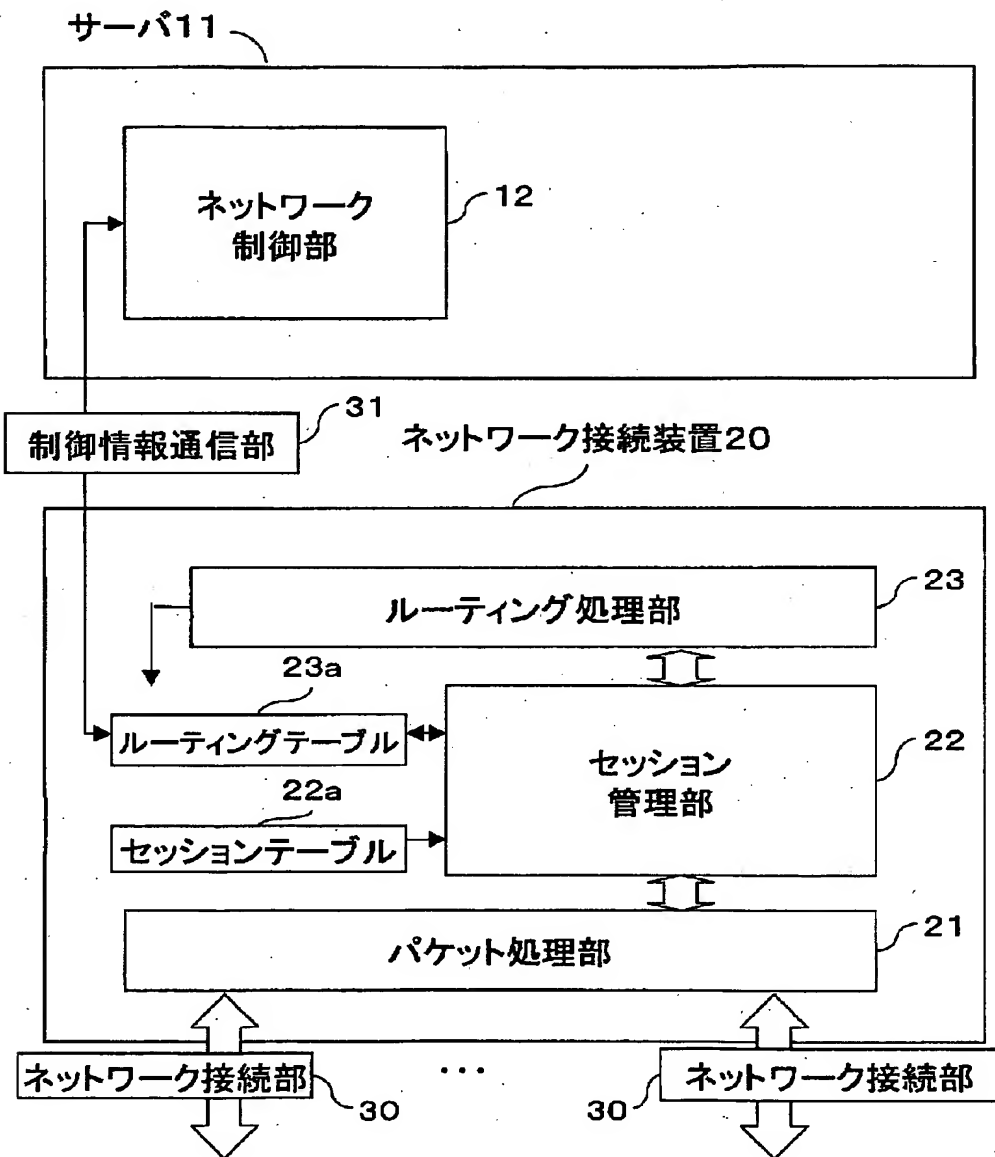 サーバ11
ネットワーク
制御部
12
制御情報通信部
31
ネットワーク接続装置20
ルーティング処理部
23
23a
ルーティングテーブル
セッション
管理部
22
22a
セッションテーブル
パケット処理部
21
ネットワーク接続部
30
...
30
ネットワーク接続部